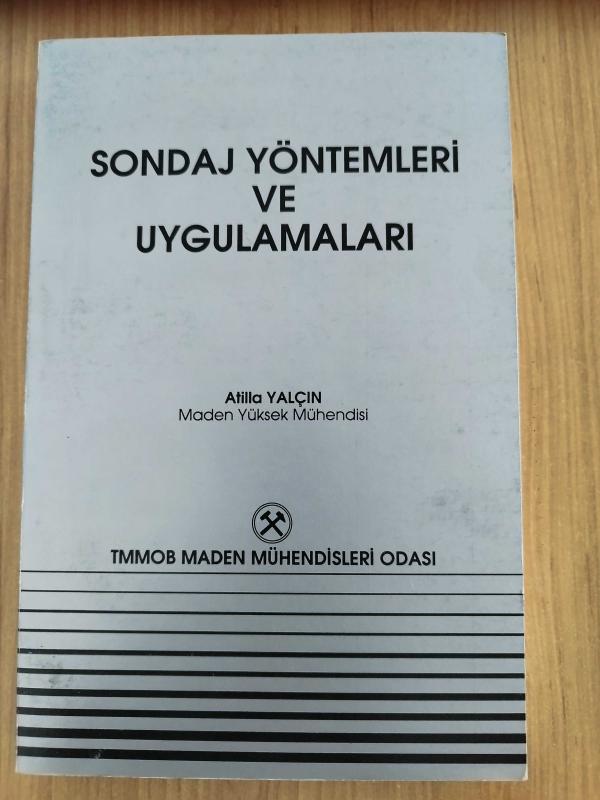 SONDAJ YÖNTEMLERİ
VE
UYGULAMALARI
Atilla YALÇIN
Maden Yüksek Mühendisi
TMMOB MADEN MÜHENDİSLERİ ODASI